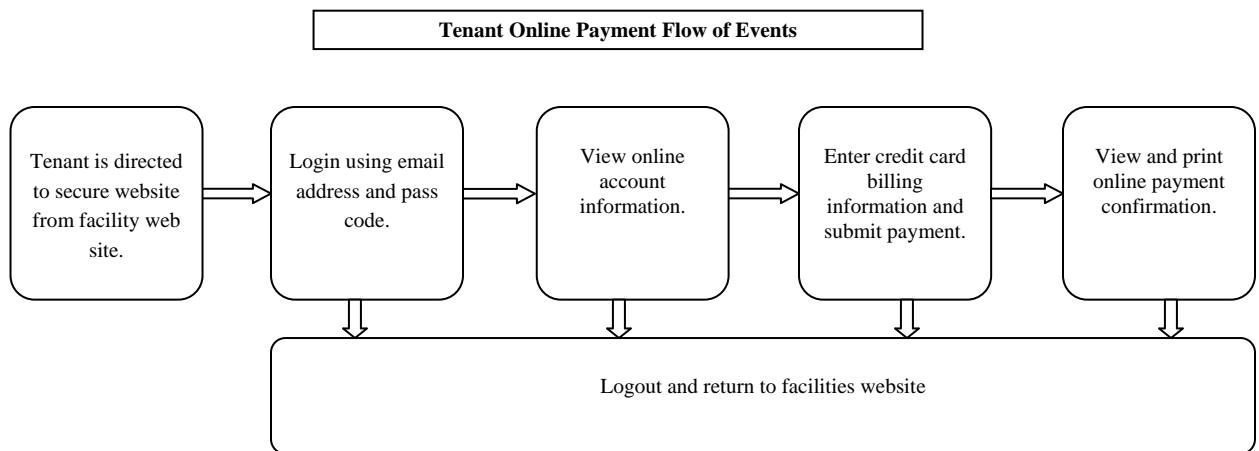 Tenant Online Payment Flow of Events
Tenant is directed
to secure website
from facility web
site.
Login using email
address and pass
code.
View online
account
information.
Enter credit card
billing
information and
submit payment.
View and print
online payment
confirmation.
Logout and return to facilities website